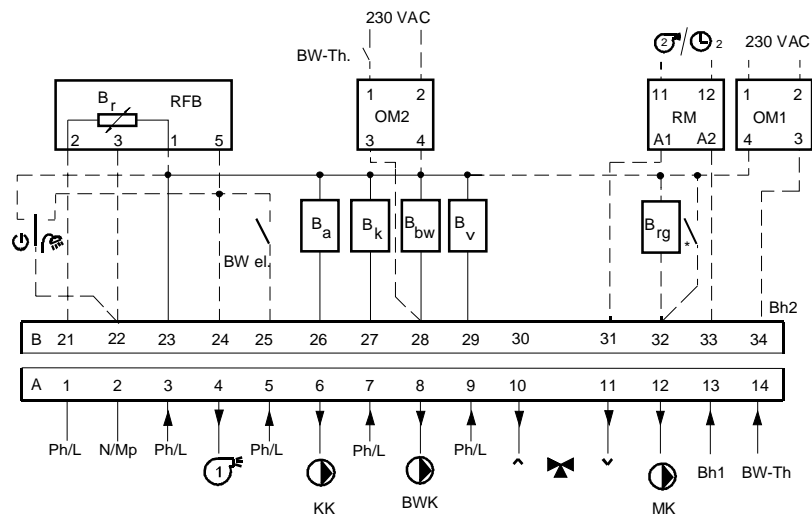 230 VAC
2 / 2
230 VAC
BW-Th.
1 2
11 12
1 2
Br RFB
OM2
RM
OM1
2 3 1 5
3 4
A1 A2
4 3
Ba Bk Bbw Bv
Brg
*
BW el.
Bh2
B 21 22 23 24 25 26 27 28 29 30 31 32 33 34
A 1 2 3 4 5 6 7 8 9 10 11 12 13 14
Ph/L N/Mp Ph/L 1 Ph/L Ph/L Ph/L Bh1 BW-Th
KK BWK MK